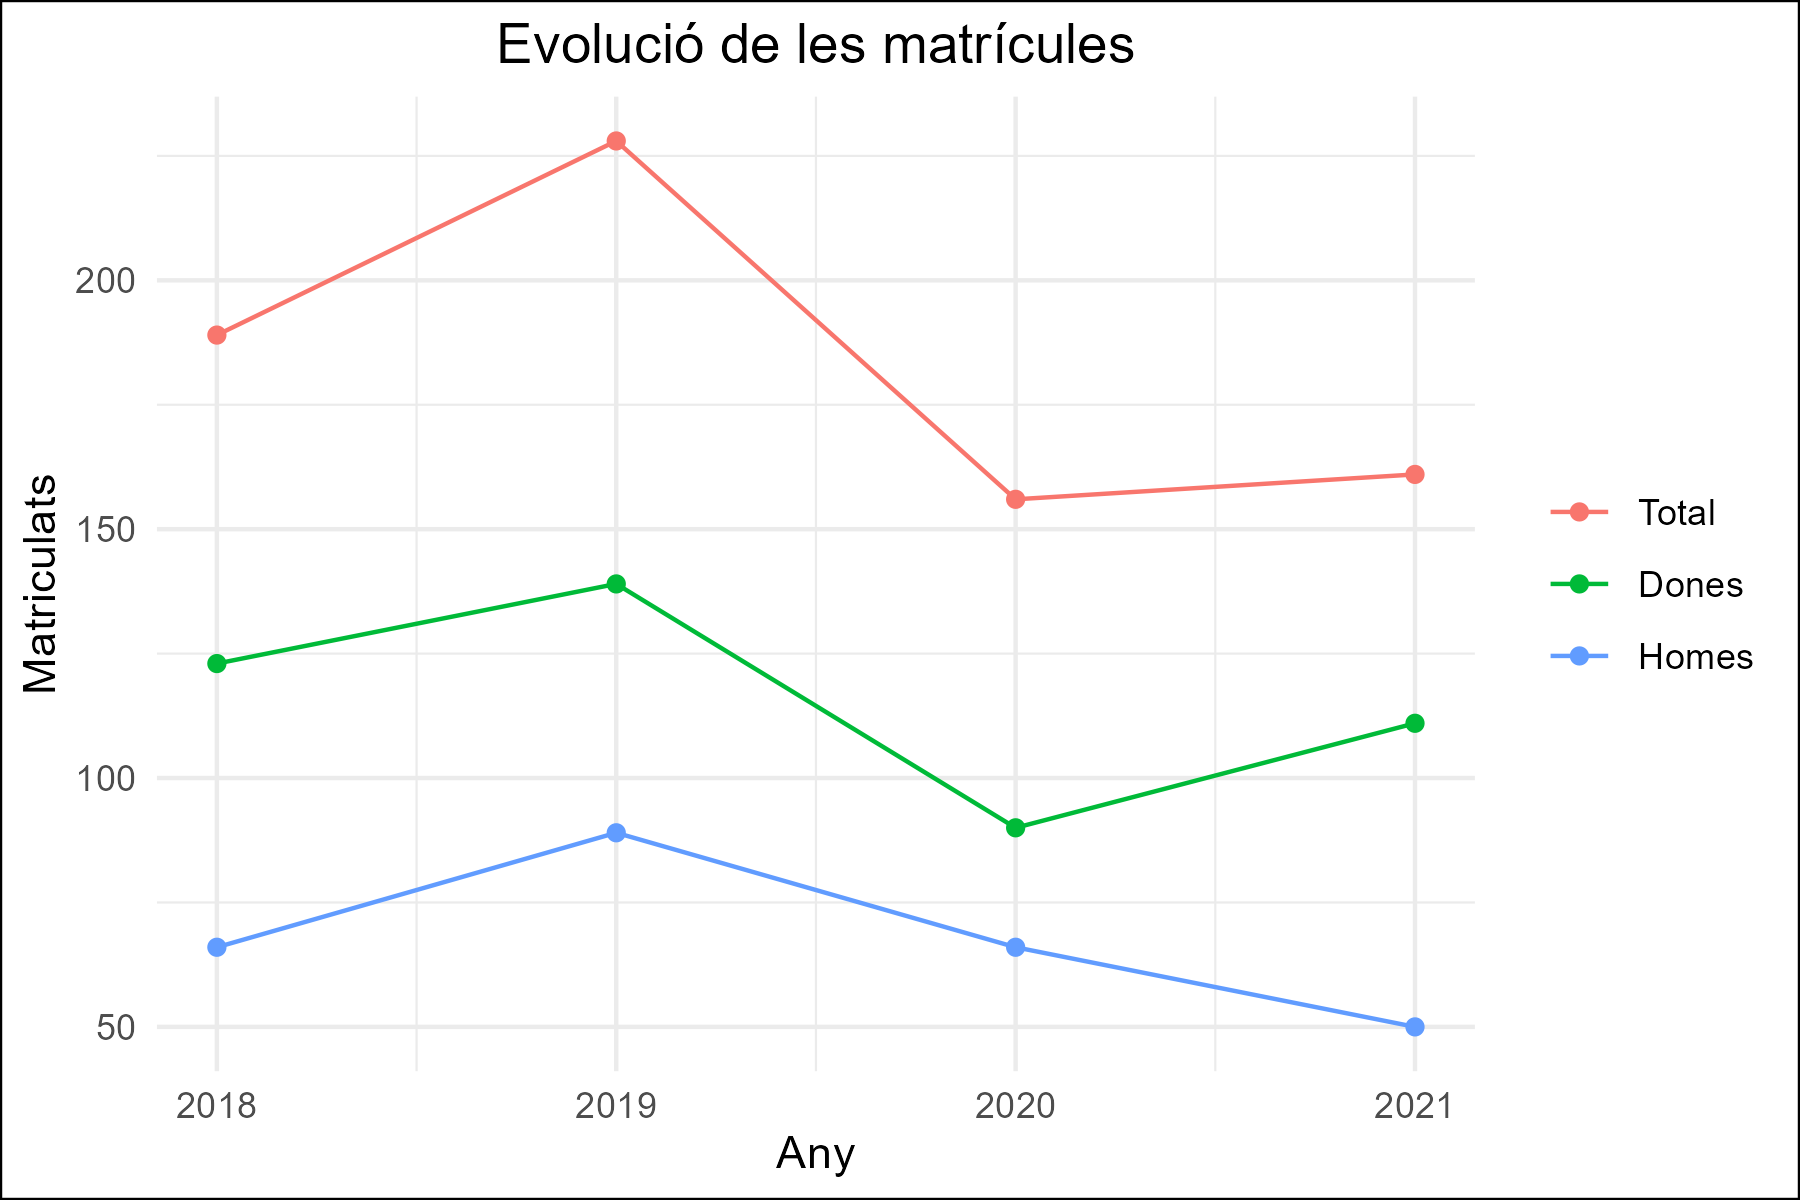 Evolució de les matrícules
Matriculats
200
150
100
50
2018
2019
2020
2021
Any
Total
Dones
Homes